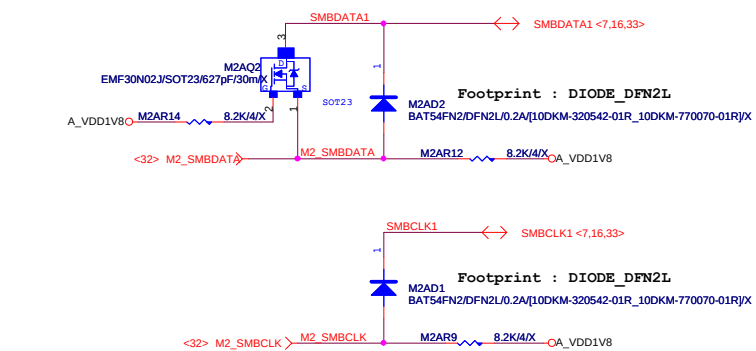 SMBDATA1
SMBDATA1 <7,16,33>
3
M2AQ2
D
EMF30N02J/SOT23/627pF/30m/X
G
S
1
Footprint : DIODE_DFN2L
SOT23
M2AD2
BAT54FN2/DFN2L/0.2A/[10DKM-320542-01R_10DKM-770070-01R]/X
2
1
M2AR14
8.2K/4/X
A_VDD1V8
<32> M2_SMBDATA
M2_SMBDATA
M2AR12
8.2K/4/X
A_VDD1V8
SMBCLK1
SMBCLK1 <7,16,33>
1
Footprint : DIODE_DFN2L
M2AD1
BAT54FN2/DFN2L/0.2A/[10DKM-320542-01R_10DKM-770070-01R]/X
<32> M2_SMBCLK
M2_SMBCLK
M2AR9
8.2K/4/X
A_VDD1V8